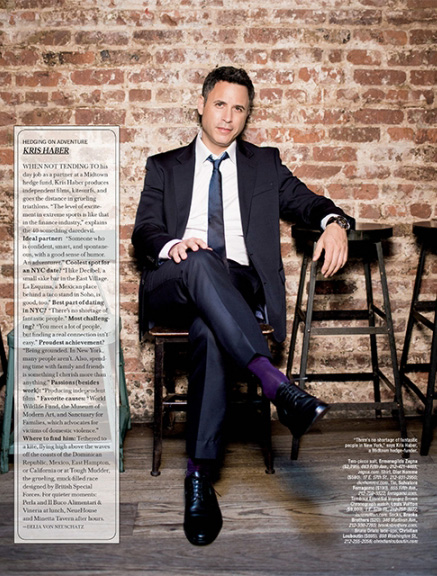 HEDGING ON ADVENTURE
KRIS HABER
WHEN NOT TENDING TO his
day job as a partner at a Midtown
hedge fund, Kris Haber produces
independent films, kitesurfs, and
goes the distance in grueling
triathlons. "The level of excite-
ment in extreme sports is like that
in the finance industry," explains
the 40-something daredevil.
Ideal partner: "Someone who
is confident, smart, and spontane-
ous, with a good sense of humor.
An adventurer." Coolest spot for
an NYC date? "I like Decibel, a
small sake bar in the East Village.
La Esquina, a Mexican place
behind a taco stand in Soho, is
good, too." Best part of dating
in NYC? "There's no shortage of
fantastic people." Most challeng-
ing? "You meet a lot of people,
but finding a real connection isn't
easy." Proudest achievement?
"Being grounded. In New York,
many people aren't. Also, spend-
ing time with family and friends
is something I cherish more than
anything." Passions (besides
work): "Producing independent
films." Favorite causes: "World
Wildlife Fund, the Museum of
Modern Art, and Sanctuary for
Families, which advocates for
victims of domestic violence."
Where to find him: Tethered to
a kite, flying high above the waves
off the coasts of the Dominican
Republic, Mexico, East Hampton,
or California or at Tough Mudder,
the grueling, muck-filled race
designed by British Special
Forces. For quieter moments:
Perla and Il Buco Alimentari &
Vineria at lunch, NeueHouse
and Minetta Tavern after hours.
"There's no shortage of fantastic
people in New York," says Kris Haber,
a Midtown hedge-funder.
Two-piece suit, Ermenegildo Zegna